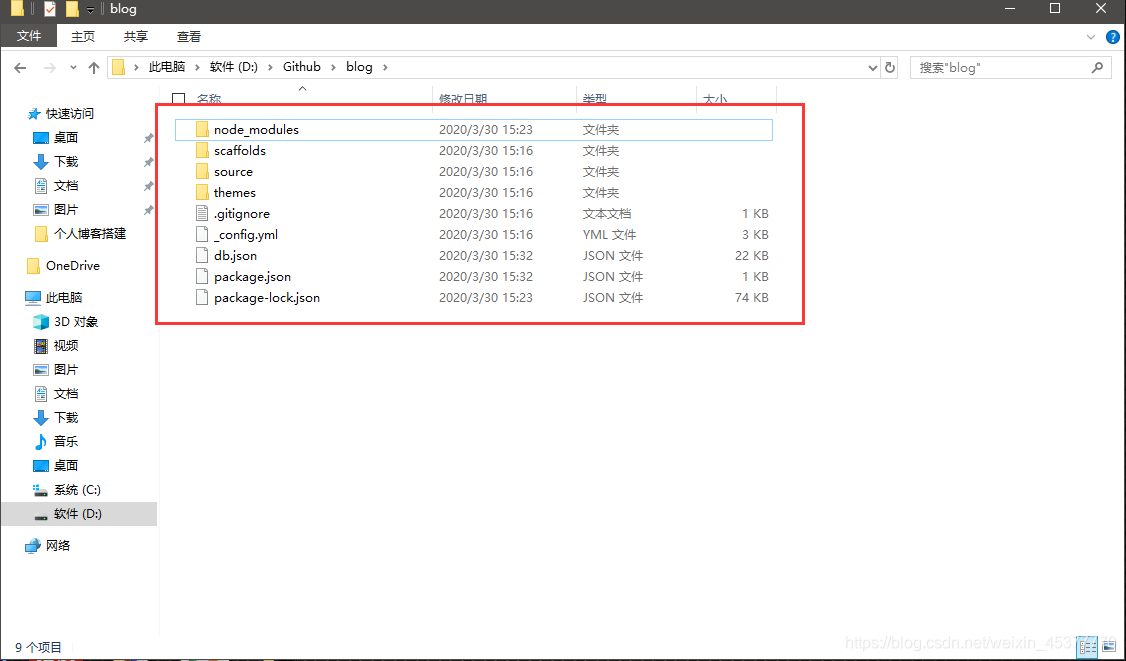 blog
文件 主页 共享 查看
此电脑 软件 (D:) Github blog 搜索"blog"
名称 修改日期 类型 大小
快速访问
桌面
下载
文档
图片
个人博客搭建
OneDrive
此电脑
3D 对象
视频
图片
文档
下载
音乐
桌面
系统 (C:)
软件 (D:)
网络
node_modules 2020/3/30 15:23 文件夹
scaffolds 2020/3/30 15:16 文件夹
source 2020/3/30 15:16 文件夹
themes 2020/3/30 15:16 文件夹
.gitignore 2020/3/30 15:16 文本文档 1 KB
_config.yml 2020/3/30 15:16 YML 文件 3 KB
db.json 2020/3/30 15:32 JSON 文件 22 KB
package.json 2020/3/30 15:32 JSON 文件 1 KB
package-lock.json 2020/3/30 15:23 JSON 文件 74 KB
9 个项目